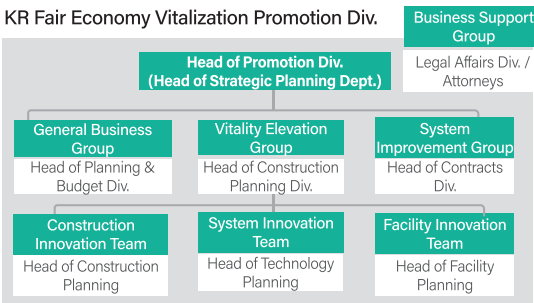 KR Fair Economy Vitalization Promotion Div.
Business Support
Group
Legal Affairs Div. /
Attorneys
Head of Promotion Div.
(Head of Strategic Planning Dept.)
General Business
Group
Head of Planning &
Budget Div.
Vitality Elevation
Group
Head of Construction
Planning Div.
System
Improvement Group
Head of Contracts
Div.
Construction
Innovation Team
Head of Construction
Planning
System Innovation
Team
Head of Technology
Planning
Facility Innovation
Team
Head of Facility
Planning